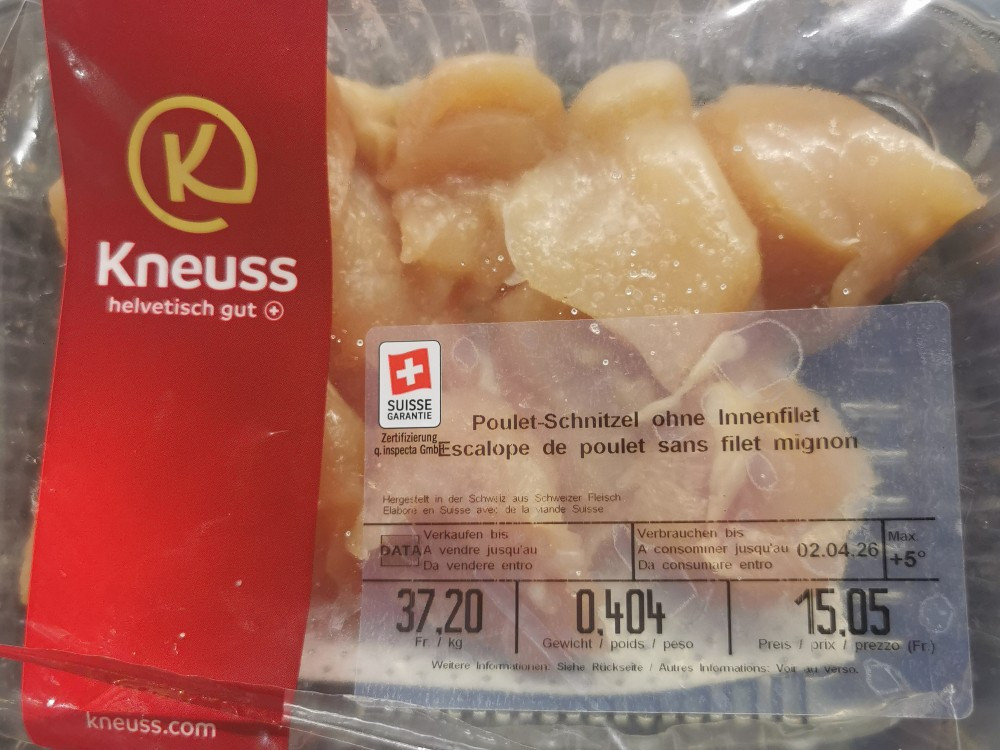 K
Kneuss
helvetisch gut
SUISSE
GARANTIE
Zertifizierung
q.inspecta GmbH
Poulet-Schnitzel ohne Innenfilet
Escalope de poulet sans filet mignon
Hergestellt in der Schweiz aus Schweizer Fleisch
Elabore en Suisse avec de la viande Suisse
DATA
Verkaufen bis
A vendre jusqu'au
Da vendere entro
Verbrauchen bis
A consommer jusqu'au 02.04.26
Da consumare entro
Max.
+5°
37,20
Fr. / kg
0,404
Gewicht / poids / peso
15,05
Preis / prix / prezzo (Fr.)
Weitere Informationen: Siehe Rückseite / Autres Informations: Voir au verso.
kneuss.com